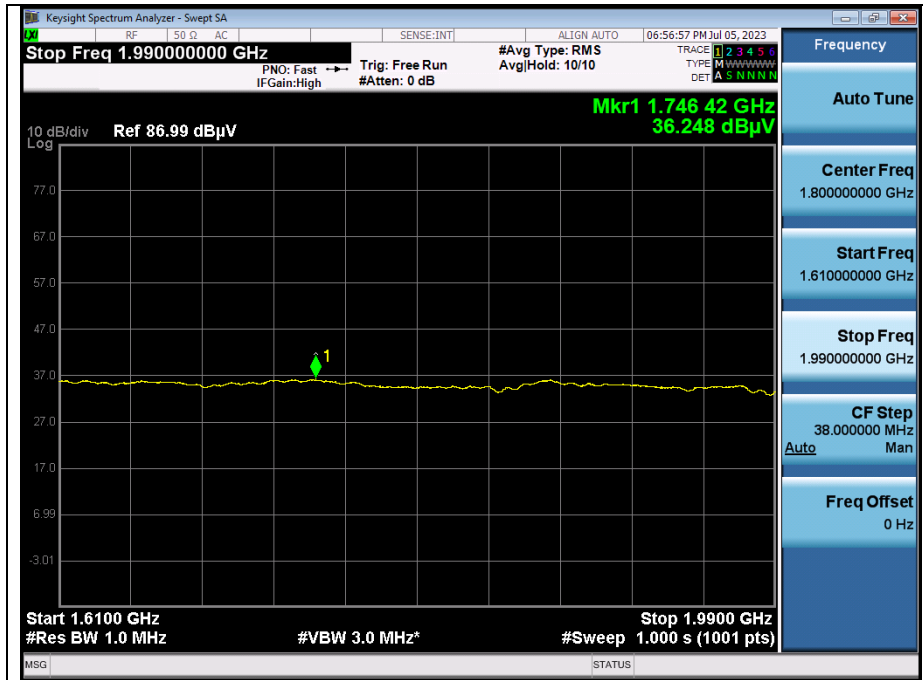 Keysight Spectrum Analyzer - Swept SA
LXI RF 50 Ω AC SENSE:INT ALIGN AUTO 06:56:57 PM Jul 05, 2023
Stop Freq 1.990000000 GHz
PNO: Fast
IFGain:High
Trig: Free Run
#Atten: 0 dB
#Avg Type: RMS
Avg|Hold: 10/10
TRACE 1 2 3 4 5 6
TYPE M W W W W W
DET A S N N N N
Mkr1 1.746 42 GHz
36.248 dBµV
10 dB/div Ref 86.99 dBµV
Log
77.0
67.0
57.0
47.0
1
37.0
27.0
17.0
6.99
-3.01
Start 1.6100 GHz Stop 1.9900 GHz
#Res BW 1.0 MHz #VBW 3.0 MHz* #Sweep 1.000 s (1001 pts)
MSG STATUS
Frequency
Auto Tune
Center Freq
1.800000000 GHz
Start Freq
1.610000000 GHz
Stop Freq
1.990000000 GHz
CF Step
38.000000 MHz
Auto Man
Freq Offset
0 Hz